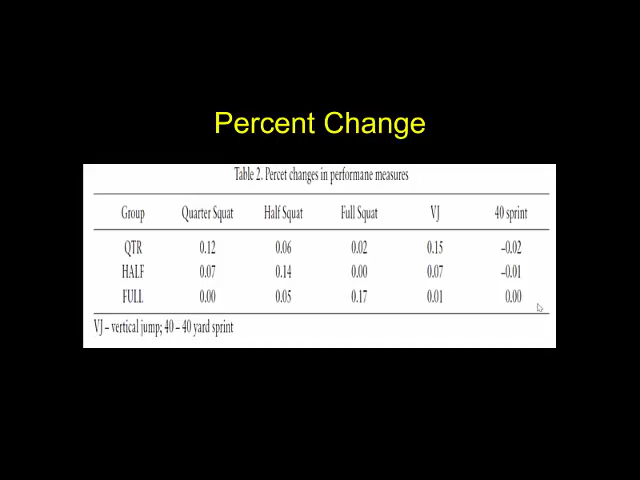 Percent Change
Table 2. Percet changes in performane measures
Group Quarter Squat Half Squat Full Squat VJ 40 sprint
QTR 0.12 0.06 0.02 0.15 –0.02
HALF 0.07 0.14 0.00 0.07 –0.01
FULL 0.00 0.05 0.17 0.01 0.00
VJ – vertical jump; 40 – 40 yard sprint